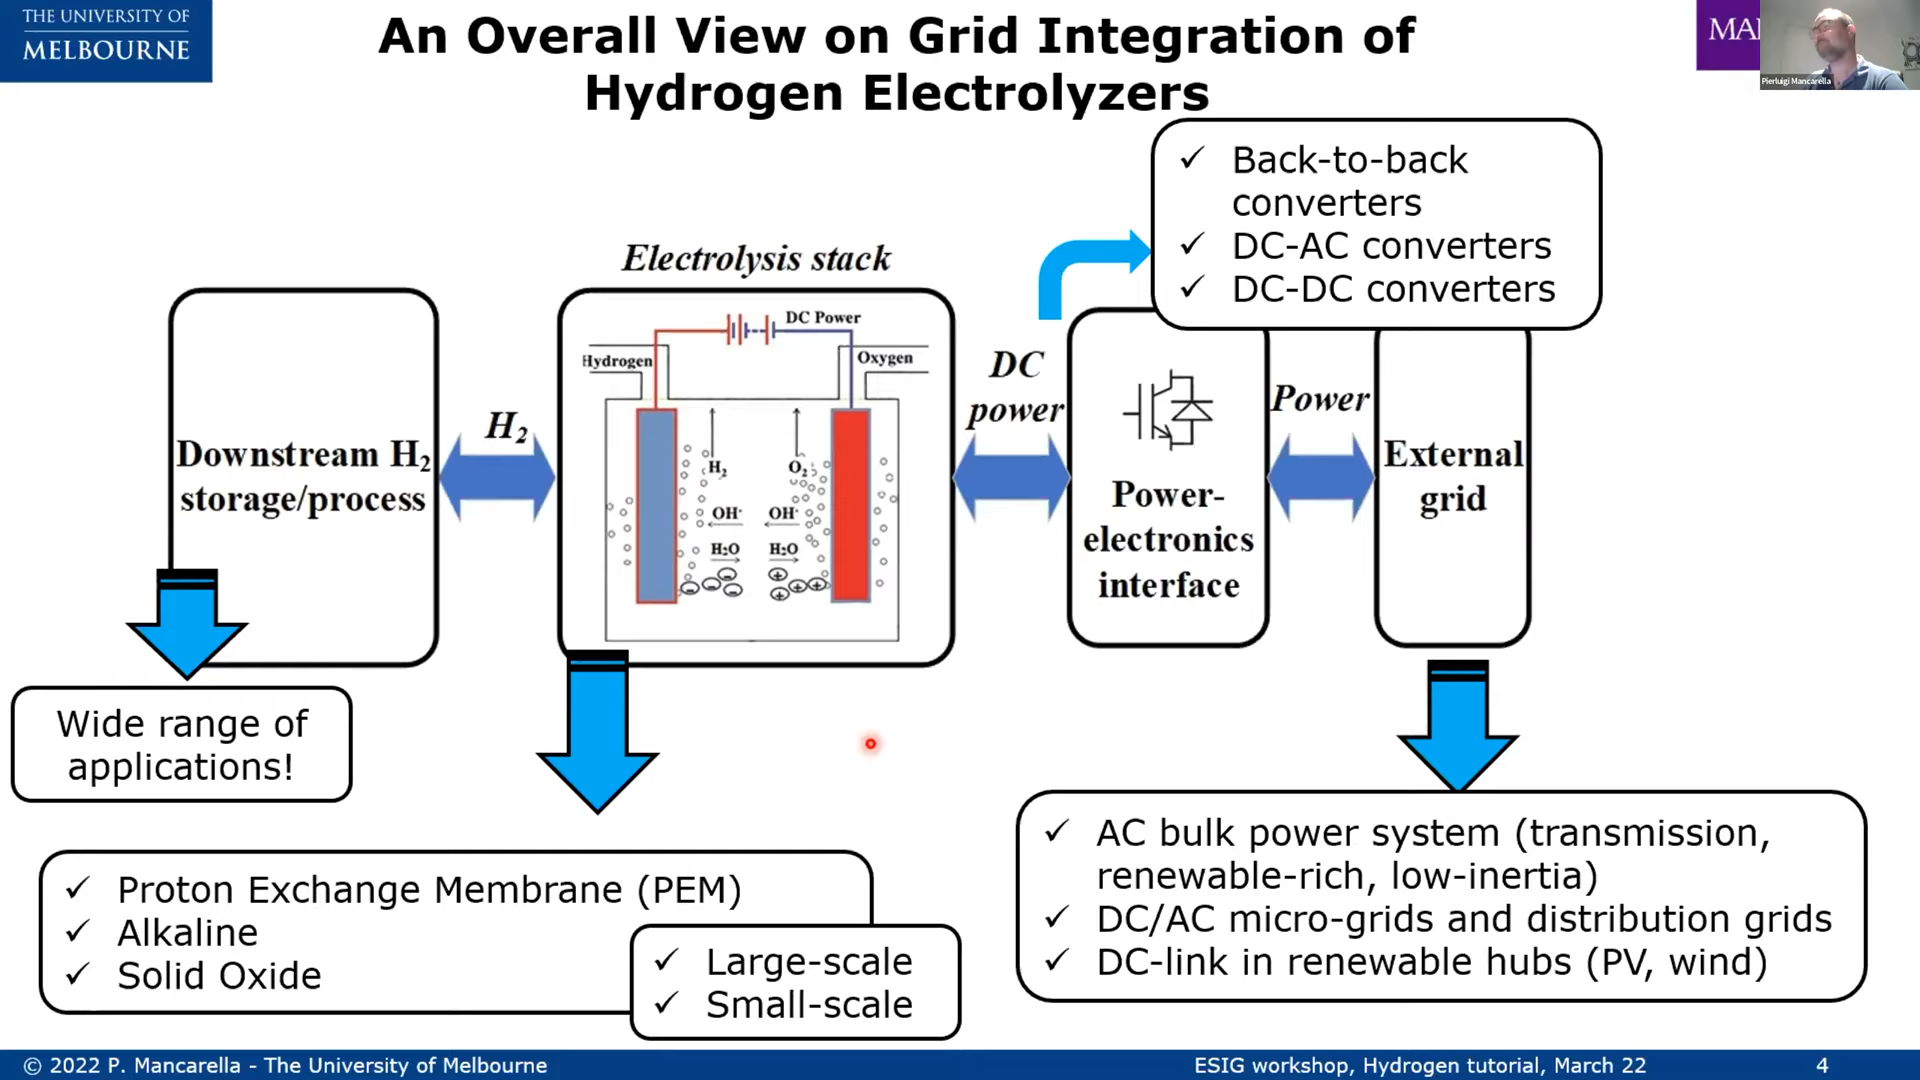 THE UNIVERSITY OF
MELBOURNE
An Overall View on Grid Integration of
Hydrogen Electrolyzers
Pierluigi Mancarella
✓ Back-to-back
converters
✓ DC-AC converters
✓ DC-DC converters
Electrolysis stack
DC Power
Hydrogen
Oxygen
H₂
O₂
OH⁻
OH⁻
H₂O
H₂O
Downstream H₂
storage/process
H₂
DC
power
Power-
electronics
interface
Power
External
grid
Wide range of
applications!
✓ Proton Exchange Membrane (PEM)
✓ Alkaline
✓ Solid Oxide
✓ Large-scale
✓ Small-scale
✓ AC bulk power system (transmission,
renewable-rich, low-inertia)
✓ DC/AC micro-grids and distribution grids
✓ DC-link in renewable hubs (PV, wind)
© 2022 P. Mancarella - The University of Melbourne
ESIG workshop, Hydrogen tutorial, March 22
4